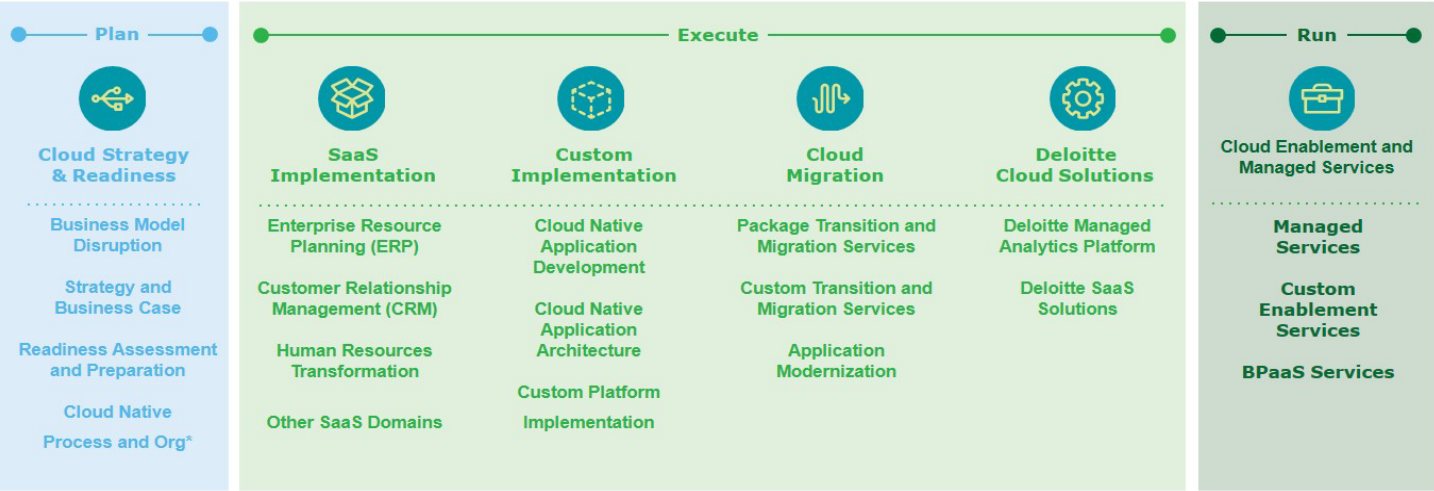 Plan
Cloud Strategy
& Readiness
Business Model
Disruption
Strategy and
Business Case
Readiness Assessment
and Preparation
Cloud Native
Process and Org*
Execute
SaaS
Implementation
Enterprise Resource
Planning (ERP)
Customer Relationship
Management (CRM)
Human Resources
Transformation
Other SaaS Domains
Custom
Implementation
Cloud Native
Application
Development
Cloud Native
Application
Architecture
Custom Platform
Implementation
Cloud
Migration
Package Transition and
Migration Services
Custom Transition and
Migration Services
Application
Modernization
Deloitte
Cloud Solutions
Deloitte Managed
Analytics Platform
Deloitte SaaS
Solutions
Run
Cloud Enablement and
Managed Services
Managed
Services
Custom
Enablement
Services
BPaaS Services